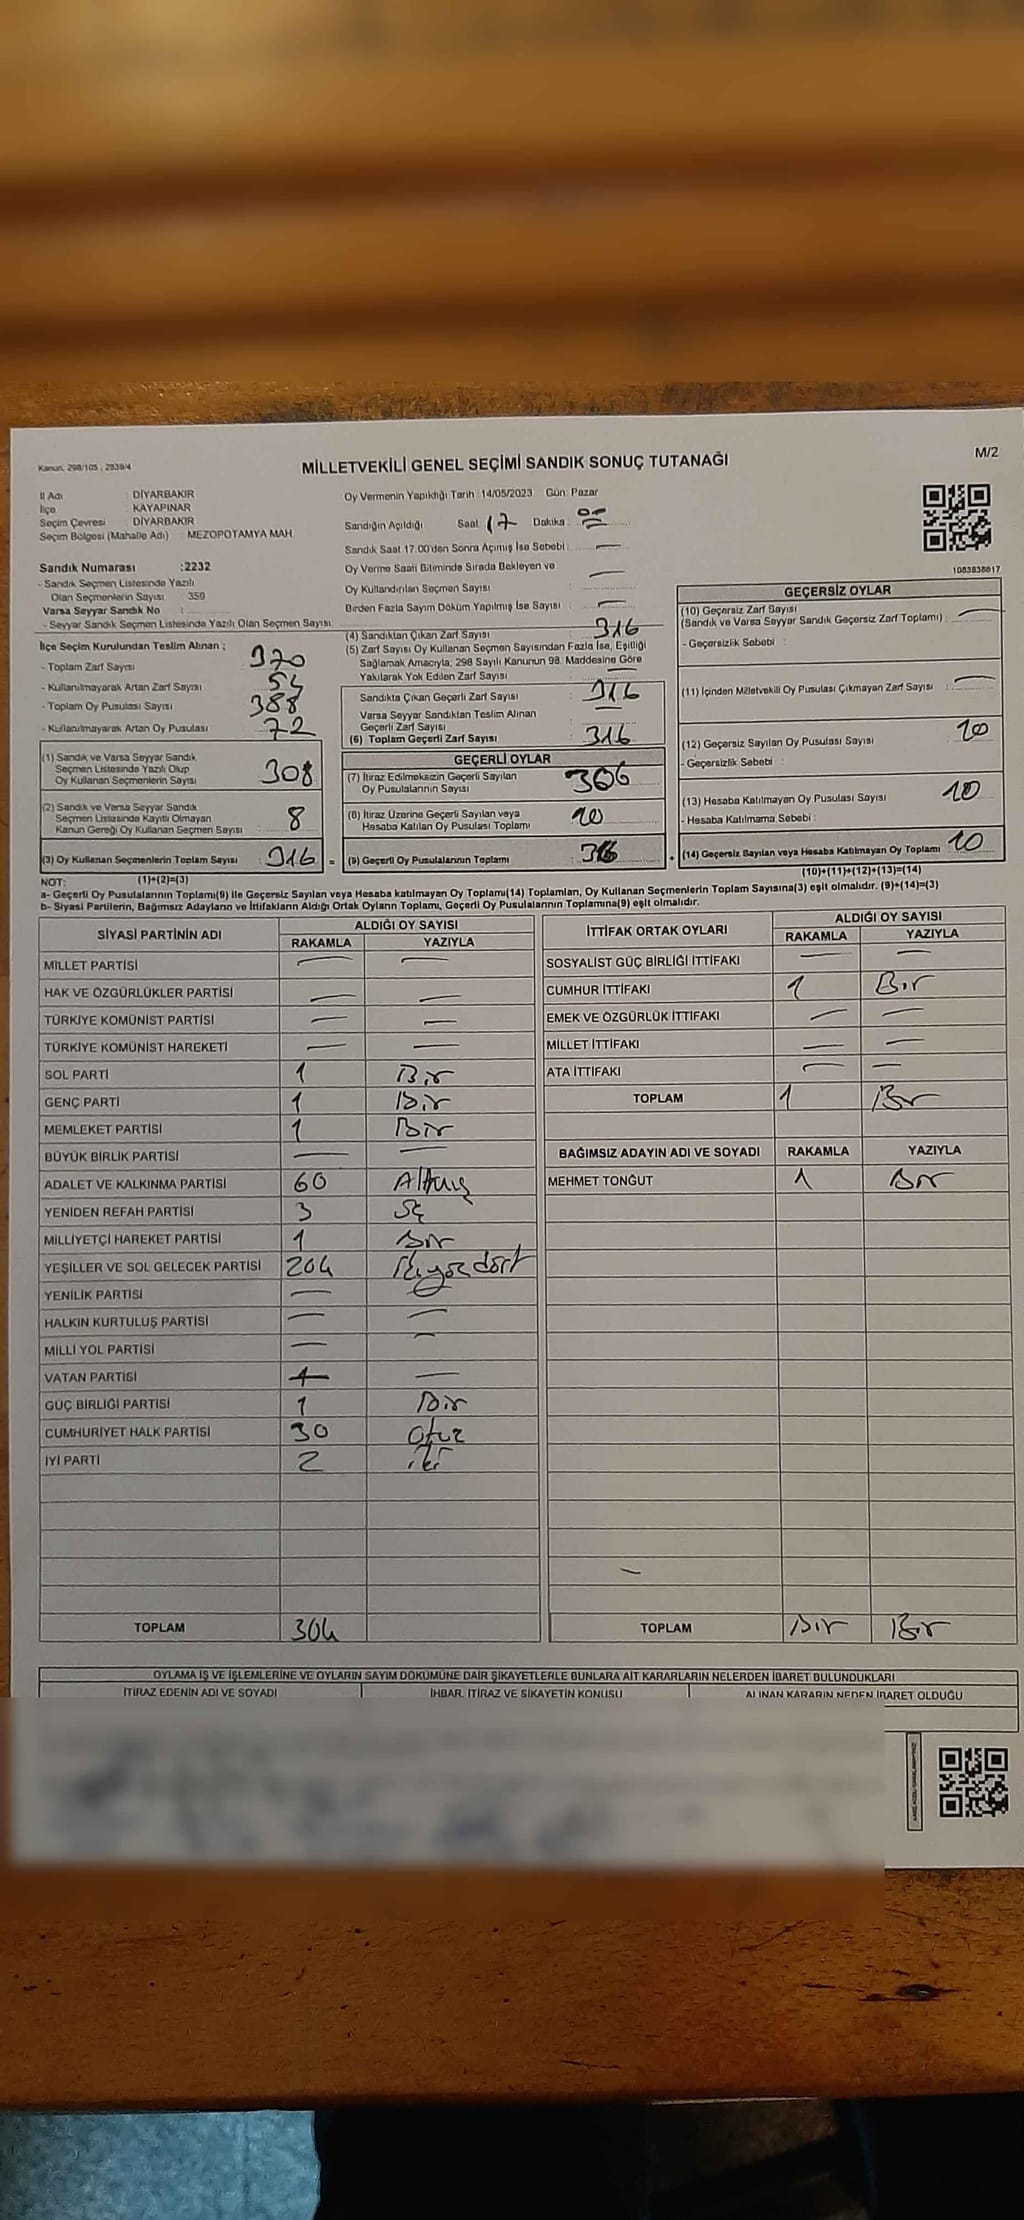 Kanun, 298/105 , 2839/4
MİLLETVEKİLİ GENEL SEÇİMİ SANDIK SONUÇ TUTANAĞI
M/2
İl Adı : DİYARBAKIR
İlçe : KAYAPINAR
Seçim Çevresi : DİYARBAKIR
Seçim Bölgesi (Mahalle Adı) MEZOPOTAMYA MAH
Sandık Numarası :2232
- Sandık Seçmen Listesinde Yazılı
Olan Seçmenlerin Sayısı : 359
Varsa Seyyar Sandık No :
- Seyyar Sandık Seçmen Listesinde Yazılı Olan Seçmen Sayısı
Oy Vermenin Yapıldığı Tarih :14/05/2023 Gün: Pazar
Sandığın Açıldığı Saat 17 Dakika :
Sandık Saat 17.00'den Sonra Açımış İse Sebebi : —
Oy Verme Saati Bitiminde Sırada Bekleyen ve
Oy Kullandırılan Seçmen Sayısı : —
Birden Fazla Sayım Döküm Yapılmış İse Sayısı : —
1083838617
İlçe Seçim Kurulundan Teslim Alınan ;
- Toplam Zarf Sayısı 370
- Kullanılmayarak Artan Zarf Sayısı : 54
- Toplam Oy Pusulası Sayısı : 388
- Kullanılmayarak Artan Oy Pusulası : 72
(1) Sandık ve Varsa Seyyar Sandık
Seçmen Listesinde Yazılı Olup
Oy Kullanan Seçmenlerin Sayısı : 308
(2) Sandık ve Varsa Seyyar Sandık
Seçmen Listesinde Kayıtlı Olmayan
Kanun Gereği Oy Kullanan Seçmen Sayısı : 8
(3) Oy Kullanan Seçmenlerin Toplam Sayısı : 316 =
(4) Sandıktan Çıkan Zarf Sayısı : 316
(5) Zarf Sayısı Oy Kullanan Seçmen Sayısından Fazla İse, Eşitliği
Sağlamak Amacıyla, 298 Sayılı Kanunun 98. Maddesine Göre
Yakılarak Yok Edilen Zarf Sayısı : —
Sandıkta Çıkan Geçerli Zarf Sayısı : 316
Varsa Seyyar Sandıktan Teslim Alınan
Geçerli Zarf Sayısı : —
(6) Toplam Geçerli Zarf Sayısı : 316
GEÇERLİ OYLAR
(7) İtiraz Edilmeksizin Geçerli Sayılan
Oy Pusulalarının Sayısı : 306
(8) İtiraz Üzerine Geçerli Sayılan veya
Hesaba Katılan Oy Pusulası Toplamı : 10
(9) Geçerli Oy Pusulalarının Toplamı : +
GEÇERSİZ OYLAR
(10) Geçersiz Zarf Sayısı
(Sandık ve Varsa Seyyar Sandık Geçersiz Zarf Toplamı) : —
- Geçersizlik Sebebi :
(11) İçinden Milletvekili Oy Pusulası Çıkmayan Zarf Sayısı : —
(12) Geçersiz Sayılan Oy Pusulası Sayısı : 10
- Geçersizlik Sebebi :
(13) Hesaba Katılmayan Oy Pusulası Sayısı : 10
- Hesaba Katılmama Sebebi :
(14) Geçersiz Sayılan veya Hesaba Katılmayan Oy Toplamı : 10
NOT: (1)+(2)=(3)
(10)+(11)+(12)+(13)=(14)
a- Geçerli Oy Pusulalarının Toplamı(9) ile Geçersiz Sayılan veya Hesaba katılmayan Oy Toplamı(14) Toplamları, Oy Kullanan Seçmenlerin Toplam Sayısına(3) eşit olmalıdır. (9)+(14)=(3)
b- Siyasi Partilerin, Bağımsız Adayların ve İttifakların Aldığı Ortak Oyların Toplamı, Geçerli Oy Pusulalarının Toplamına(9) eşit olmalıdır.
SİYASİ PARTİNİN ADI ALDIĞI OY SAYISI
RAKAMLA YAZIYLA
MİLLET PARTİSİ — —
HAK VE ÖZGÜRLÜKLER PARTİSİ — —
TÜRKİYE KOMÜNİST PARTİSİ — —
TÜRKİYE KOMÜNİST HAREKETİ — —
SOL PARTİ 1 Bir
GENÇ PARTİ 1 Bir
MEMLEKET PARTİSİ 1 Bir
BÜYÜK BİRLİK PARTİSİ — —
ADALET VE KALKINMA PARTİSİ 60 Altmış
YENİDEN REFAH PARTİSİ 3
MİLLİYETÇİ HAREKET PARTİSİ 1 Bir
YEŞİLLER VE SOL GELECEK PARTİSİ 204 İkiyüzdört
YENİLİK PARTİSİ — —
HALKIN KURTULUŞ PARTİSİ — —
MİLLİ YOL PARTİSİ — —
VATAN PARTİSİ —
GÜÇ BİRLİĞİ PARTİSİ 1 Bir
CUMHURİYET HALK PARTİSİ 30 Otuz
İYİ PARTİ 2 iki
TOPLAM 304
İTTİFAK ORTAK OYLARI ALDIĞI OY SAYISI
RAKAMLA YAZIYLA
SOSYALİST GÜÇ BİRLİĞİ İTTİFAKI — —
CUMHUR İTTİFAKI 1 Bir
EMEK VE ÖZGÜRLÜK İTTİFAKI — —
MİLLET İTTİFAKI — —
ATA İTTİFAKI — —
TOPLAM 1 Bir
BAĞIMSIZ ADAYIN ADI VE SOYADI RAKAMLA YAZIYLA
MEHMET TONĞUT 1 Bir
TOPLAM Bir Bir
OYLAMA İŞ VE İŞLEMLERİNE VE OYLARIN SAYIM DÖKÜMÜNE DAİR ŞİKAYETLERLE BUNLARA AİT KARARLARIN NELERDEN İBARET BULUNDUKLARI
İTİRAZ EDENİN ADI VE SOYADI İHBAR, İTİRAZ VE ŞİKAYETİN KONUSU ALINAN KARARIN NEDEN İBARET OLDUĞU